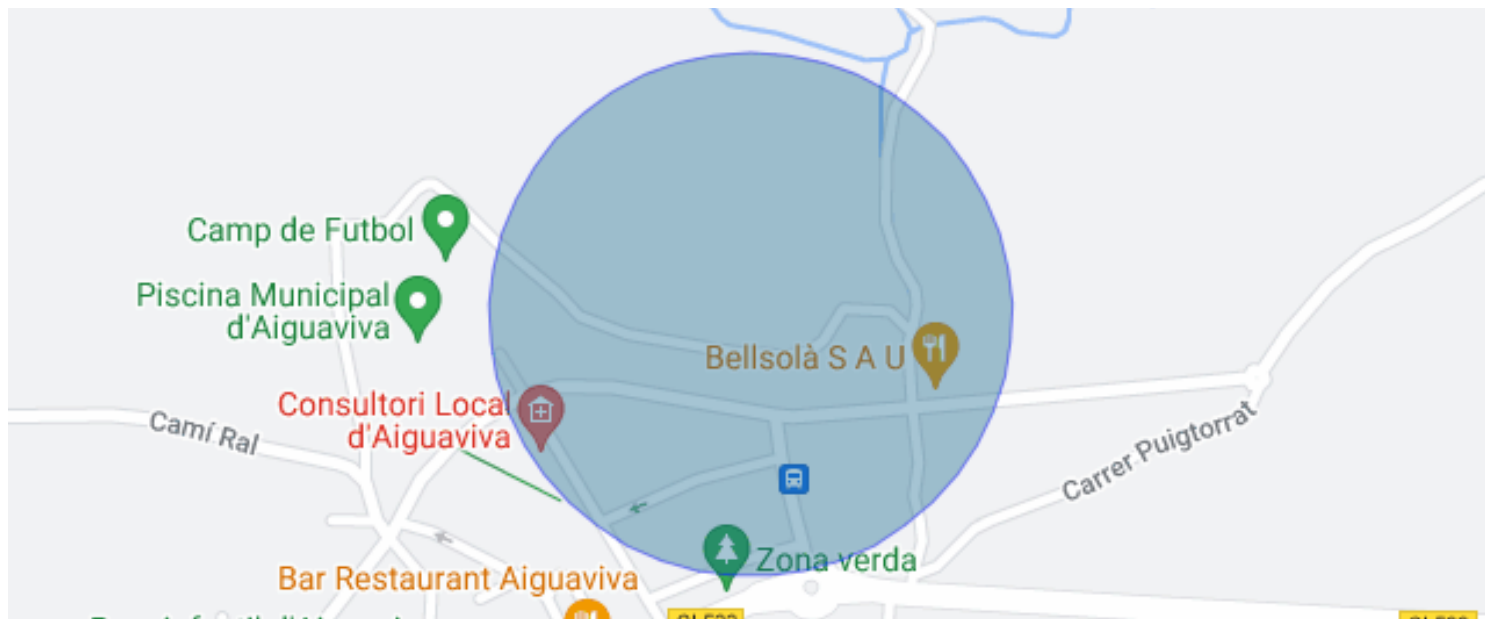 Camp de Futbol
Piscina Municipal
d'Aiguaviva
Bellsolà S A U
Consultori Local
d'Aiguaviva
Camí Ral
Carrer Puigtorrat
Zona verda
Bar Restaurant Aiguaviva